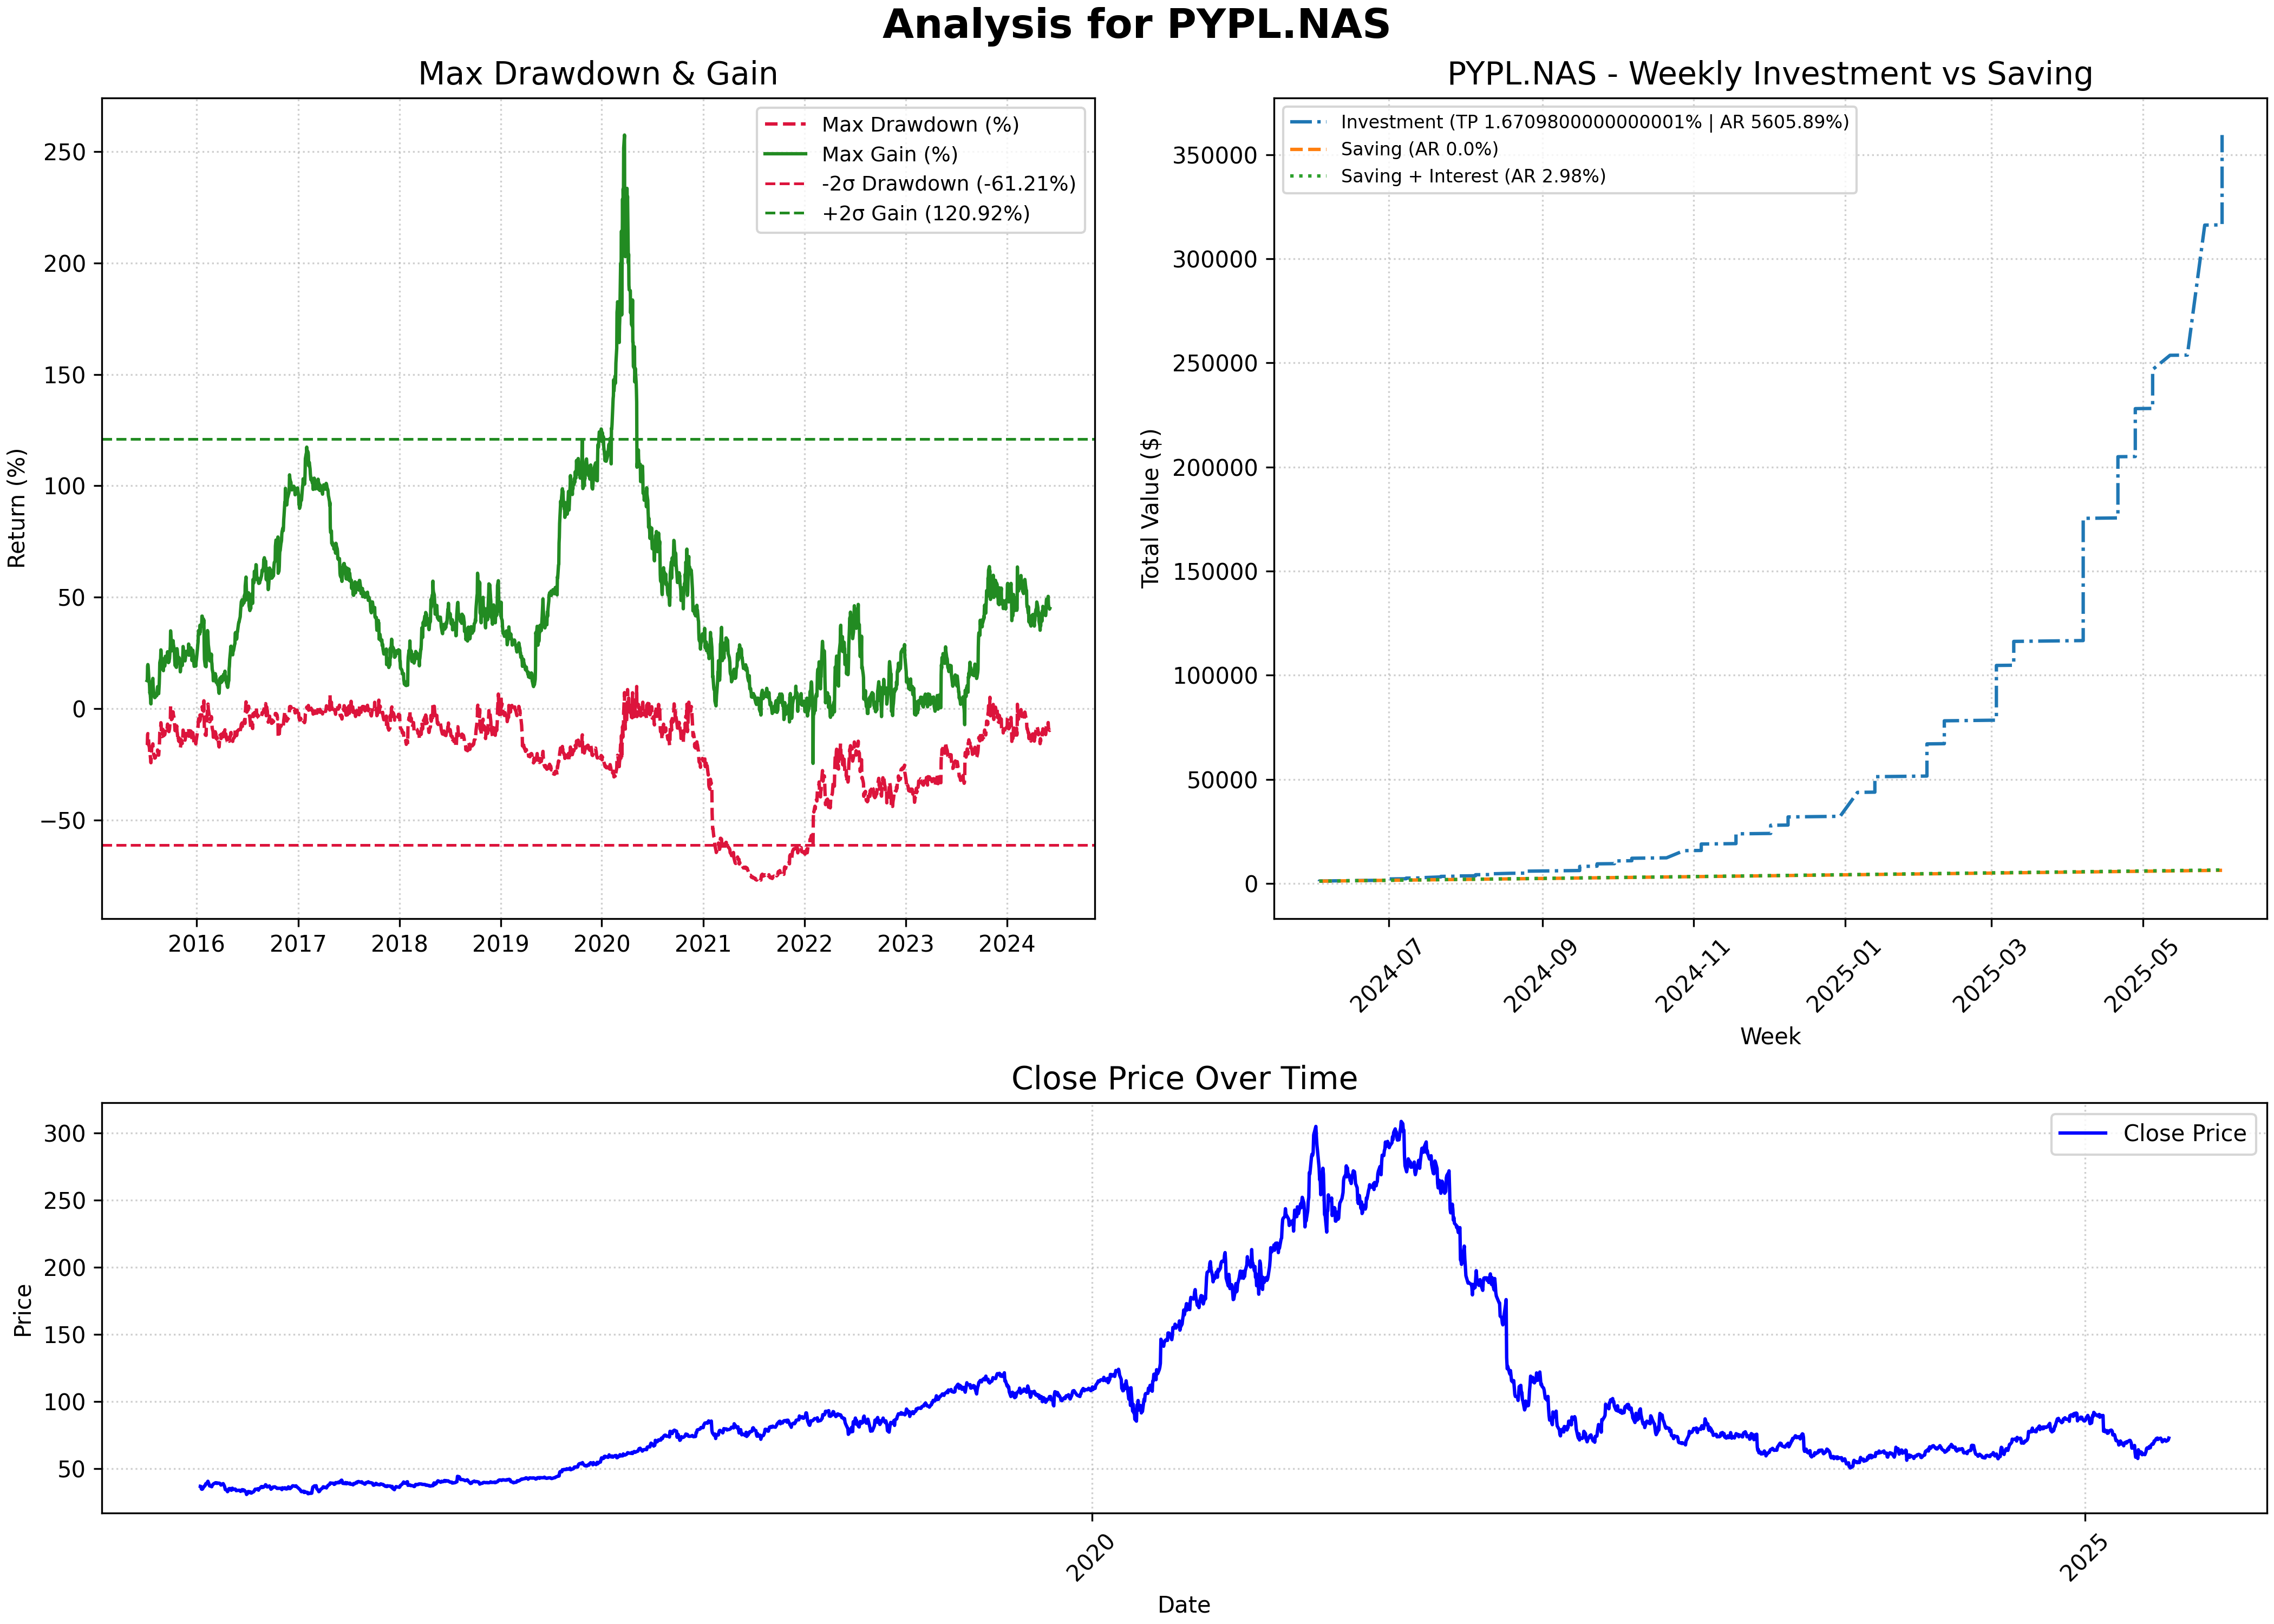 Analysis for PYPL.NAS
Max Drawdown & Gain
Return (%)
250
200
150
100
50
0
−50
2016
2017
2018
2019
2020
2021
2022
2023
2024
Max Drawdown (%)
Max Gain (%)
-2σ Drawdown (-61.21%)
+2σ Gain (120.92%)
PYPL.NAS - Weekly Investment vs Saving
Total Value ($)
350000
300000
250000
200000
150000
100000
50000
0
2024-07
2024-09
2024-11
2025-01
2025-03
2025-05
Week
Investment (TP 1.6709800000000001% | AR 5605.89%)
Saving (AR 0.0%)
Saving + Interest (AR 2.98%)
Close Price Over Time
Price
300
250
200
150
100
50
2020
2025
Date
Close Price